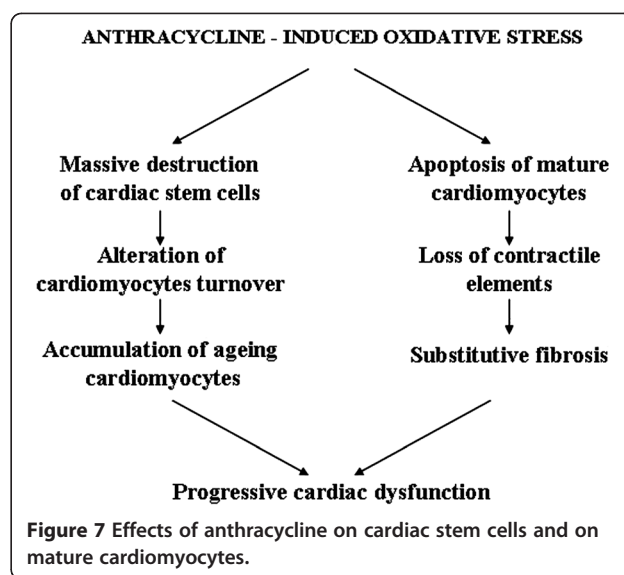 ANTHRACYCLINE - INDUCED OXIDATIVE STRESS
Massive destruction
of cardiac stem cells
Alteration of
cardiomyocytes turnover
Accumulation of ageing
cardiomyocytes
Apoptosis of mature
cardiomyocytes
Loss of contractile
elements
Substitutive fibrosis
Progressive cardiac dysfunction
Figure 7 Effects of anthracycline on cardiac stem cells and on
mature cardiomyocytes.